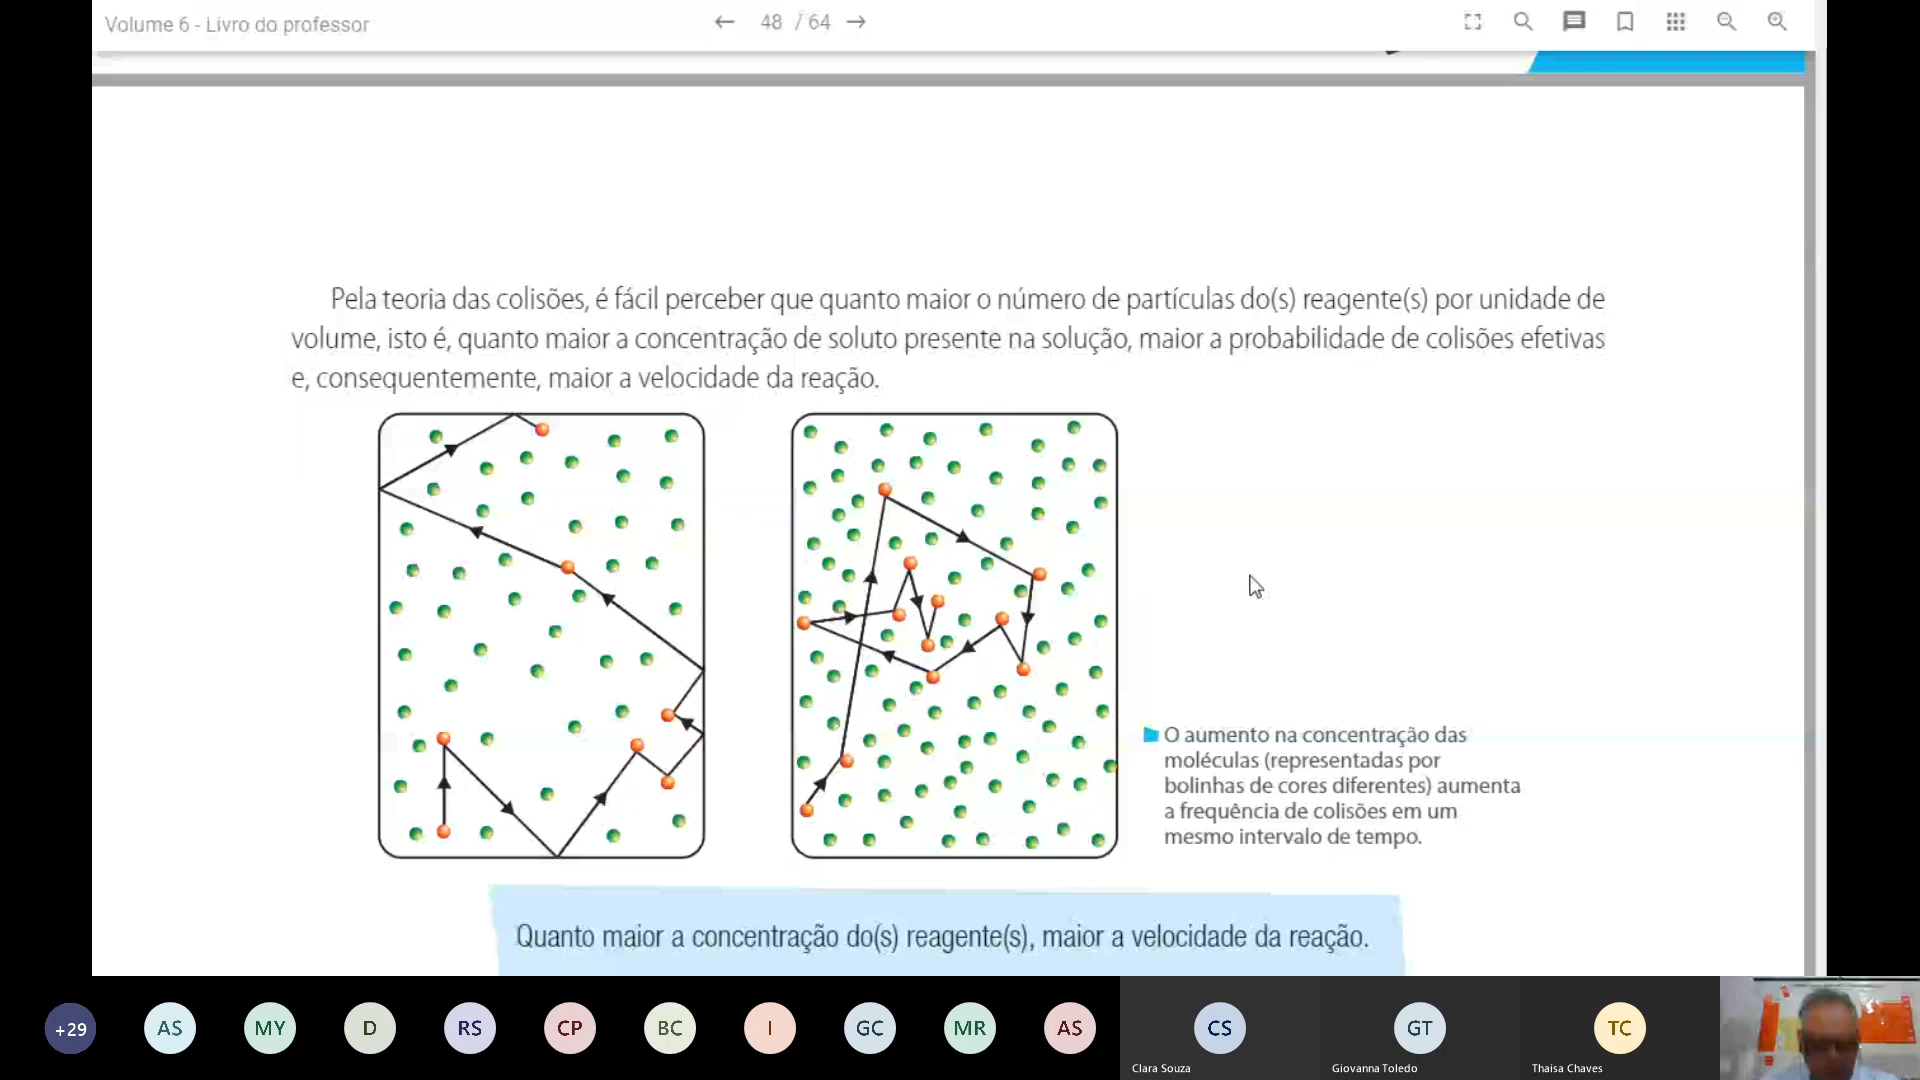 Volume 6 - Livro do professor
48 / 64
Pela teoria das colisões, é fácil perceber que quanto maior o número de partículas do(s) reagente(s) por unidade de
volume, isto é, quanto maior a concentração de soluto presente na solução, maior a probabilidade de colisões efetivas
e, consequentemente, maior a velocidade da reação.
O aumento na concentração das
moléculas (representadas por
bolinhas de cores diferentes) aumenta
a frequência de colisões em um
mesmo intervalo de tempo.
Quanto maior a concentração do(s) reagente(s), maior a velocidade da reação.
+29 AS MY D RS CP BC I GC MR AS CS GT TC
Clara Souza Giovanna Toledo Thaisa Chaves